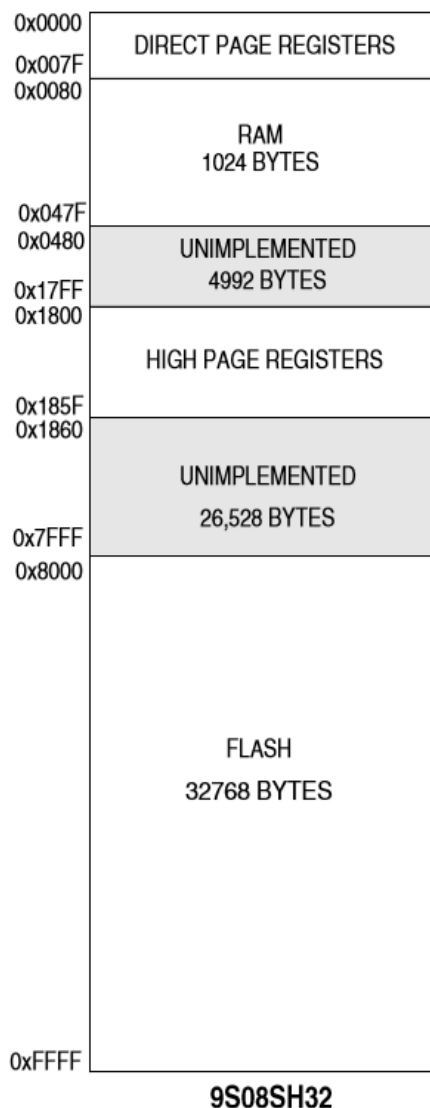 0x0000
DIRECT PAGE REGISTERS
0x007F
0x0080
RAM
1024 BYTES
0x047F
0x0480
UNIMPLEMENTED
4992 BYTES
0x17FF
0x1800
HIGH PAGE REGISTERS
0x185F
0x1860
UNIMPLEMENTED
26,528 BYTES
0x7FFF
0x8000
FLASH
32768 BYTES
0xFFFF
9S08SH32